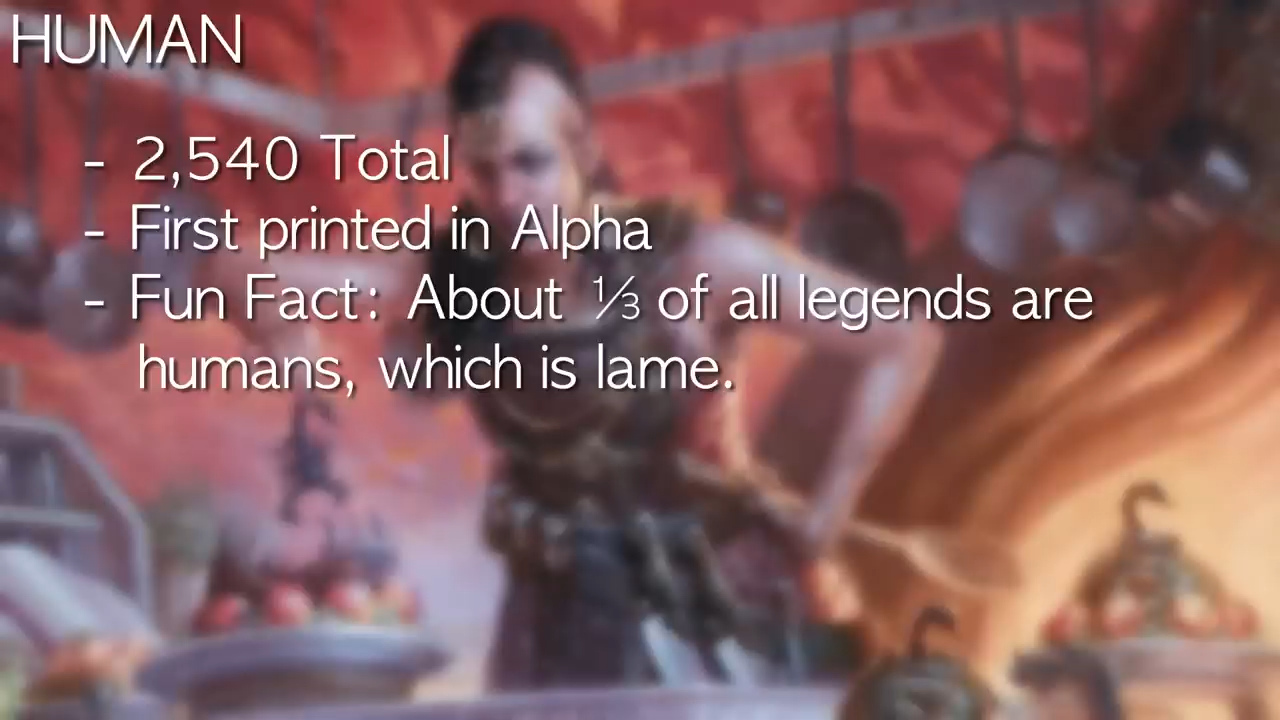 HUMAN
- 2,540 Total
- First printed in Alpha
- Fun Fact: About ⅓ of all legends are
humans, which is lame.